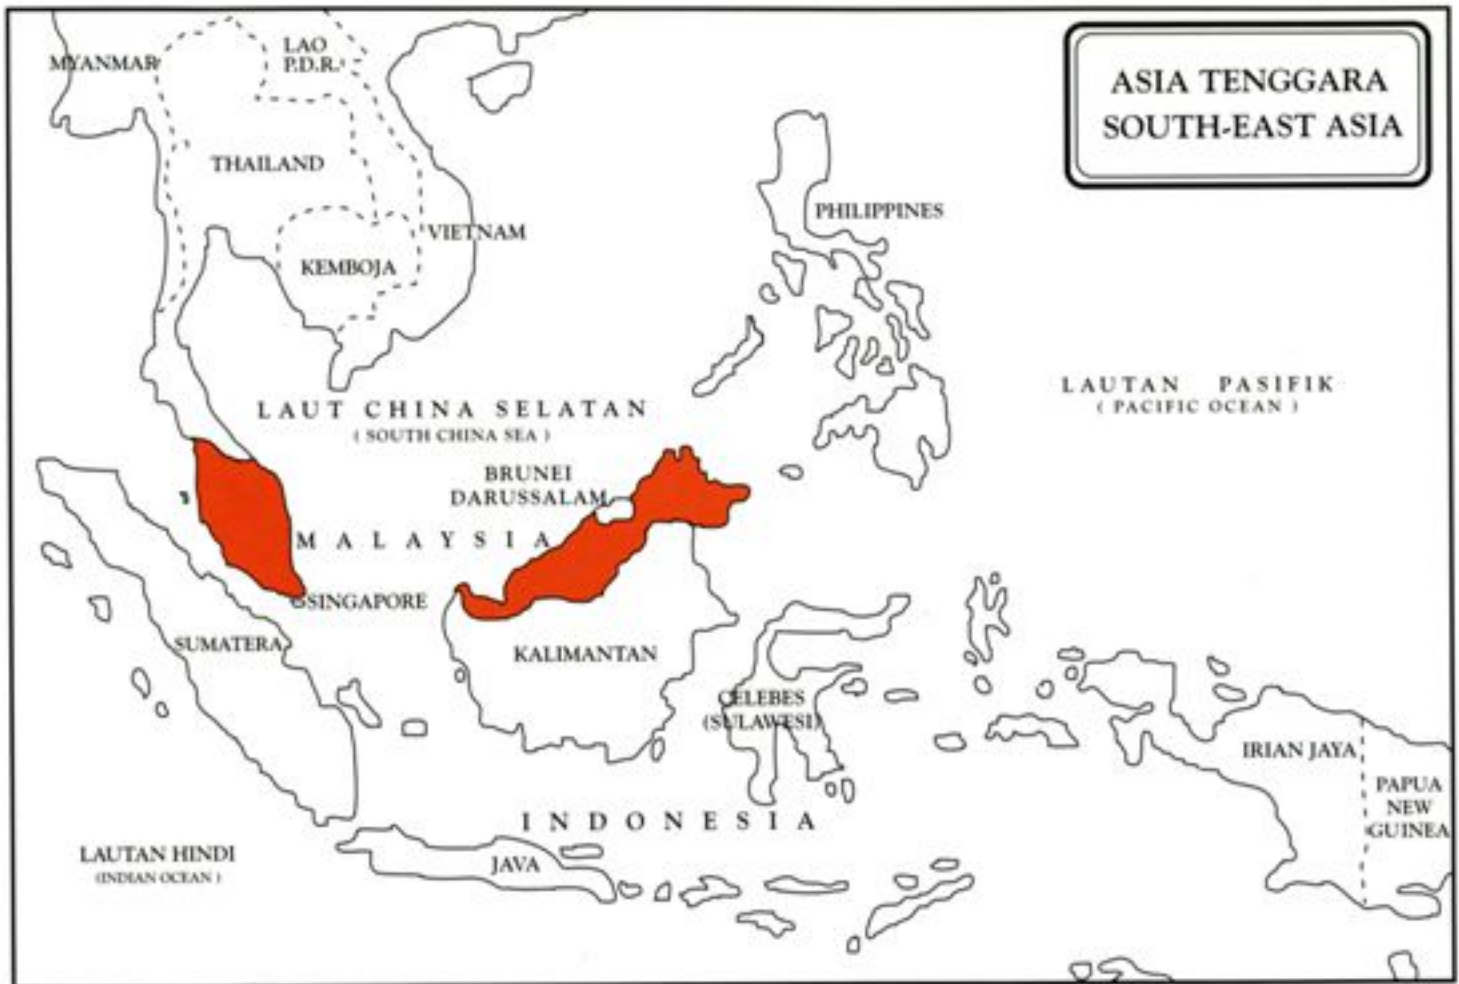 ASIA TENGGARA
SOUTH-EAST ASIA
MYANMAR
LAO
P.D.R.
THAILAND
VIETNAM
KEMBOJA
PHILIPPINES
LAUT CHINA SELATAN
( SOUTH CHINA SEA )
LAUTAN PASIFIK
( PACIFIC OCEAN )
BRUNEI
DARUSSALAM
MALAYSIA
SINGAPORE
SUMATERA
KALIMANTAN
CELEBES
(SULAWESI)
IRIAN JAYA
PAPUA
NEW
GUINEA
INDONESIA
LAUTAN HINDI
(INDIAN OCEAN )
JAVA